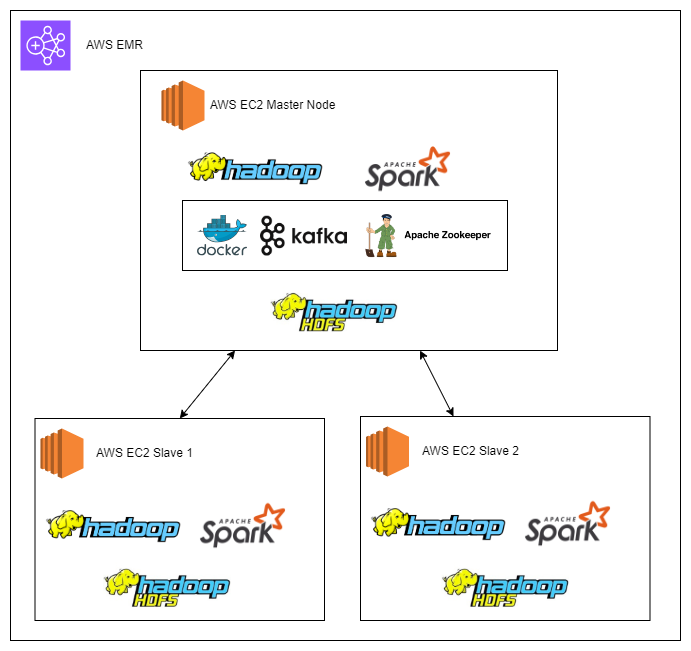 AWS EMR
AWS EC2 Master Node
hadoop
APACHE
Spark
docker
kafka
Apache Zookeeper
hadoop
HDFS
AWS EC2 Slave 1
AWS EC2 Slave 2
hadoop
APACHE
Spark
hadoop
APACHE
Spark
hadoop
HDFS
hadoop
HDFS